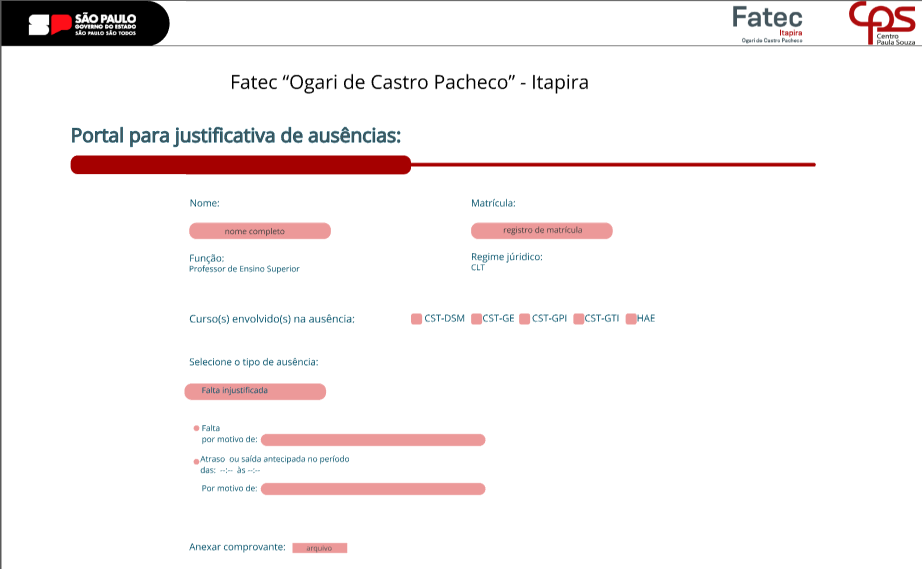 SÃO PAULO
GOVERNO DO ESTADO
SÃO PAULO SÃO TODOS
Fatec
Itapira
Ogari de Castro Pacheco
CPS
Centro
Paula Souza
Fatec “Ogari de Castro Pacheco” - Itapira
Portal para justificativa de ausências:
Nome:
Matrícula:
nome completo
registro de matrícula
Função:
Professor de Ensino Superior
Regime júridico:
CLT
Curso(s) envolvido(s) na ausência:
CST-DSM CST-GE CST-GPI CST-GTI HAE
Selecione o tipo de ausência:
Falta injustificada
Falta
por motivo de:
Atraso ou saída antecipada no período
das: --:-- às --:--
Por motivo de:
Anexar comprovante:
arquivo